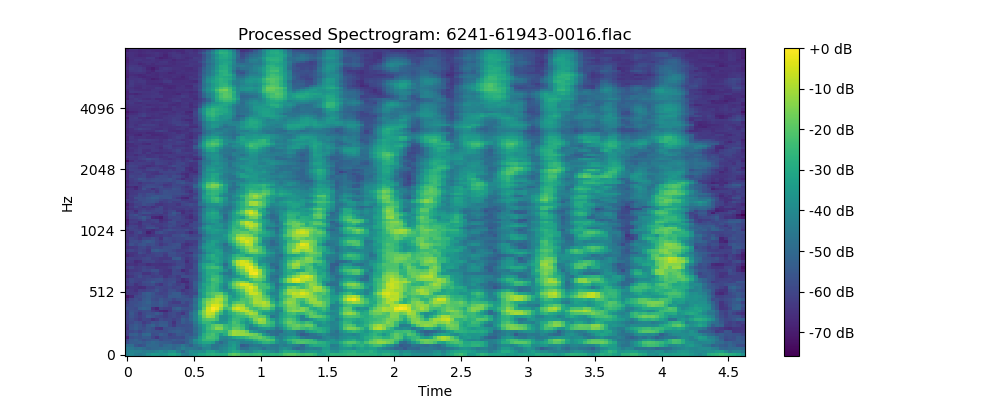 Processed Spectrogram: 6241-61943-0016.flac
Hz
4096
2048
1024
512
0
0 0.5 1 1.5 2 2.5 3 3.5 4 4.5
Time
+0 dB
-10 dB
-20 dB
-30 dB
-40 dB
-50 dB
-60 dB
-70 dB